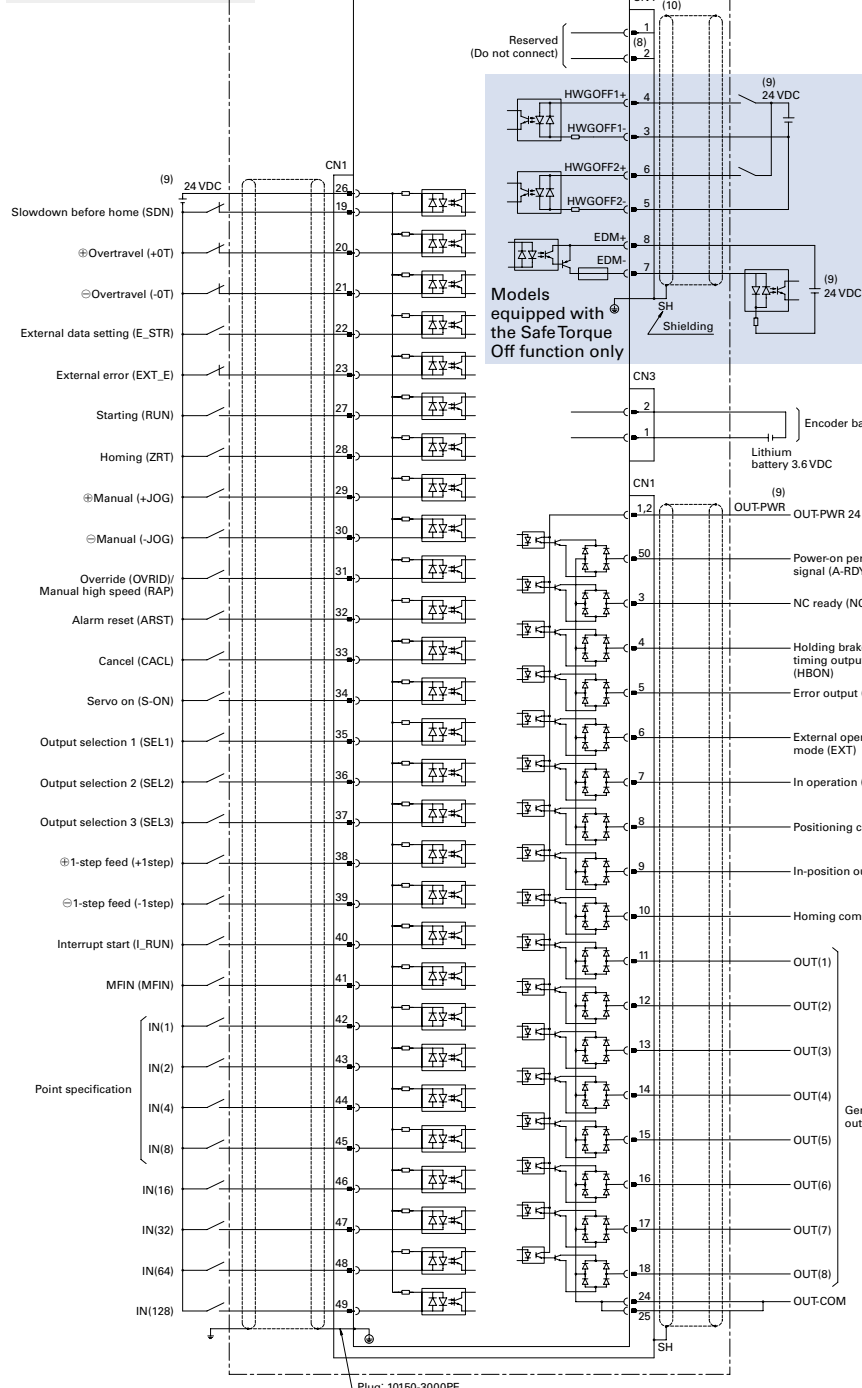 (10)
1
Reserved
(8)
(Do not connect)
2
(9)
24 VDC
HWGOFF1+
4
HWGOFF1-
3
HWGOFF2+
6
HWGOFF2-
5
EDM+
8
EDM-
7
(9)
24 VDC
Models
equipped with
the Safe Torque
Off function only
SH
Shielding
CN1
(9)
24 VDC
26
Slowdown before home (SDN)
19
⊕Overtravel (+0T)
20
⊖Overtravel (-0T)
21
External data setting (E_STR)
22
External error (EXT_E)
23
Starting (RUN)
27
Homing (ZRT)
28
⊕Manual (+JOG)
29
⊖Manual (-JOG)
30
Override (OVRID)/
Manual high speed (RAP)
31
Alarm reset (ARST)
32
Cancel (CACL)
33
Servo on (S-ON)
34
Output selection 1 (SEL1)
35
Output selection 2 (SEL2)
36
Output selection 3 (SEL3)
37
⊕1-step feed (+1step)
38
⊖1-step feed (-1step)
39
Interrupt start (I_RUN)
40
MFIN (MFIN)
41
Point specification
IN(1)
42
IN(2)
43
IN(4)
44
IN(8)
45
IN(16)
46
IN(32)
47
IN(64)
48
IN(128)
49
CN3
2
1
Encoder
Lithium
battery 3.6 VDC
CN1
(9)
1,2
OUT-PWR
OUT-PWR 24
50
Power-on
signal
3
NC ready
4
Holding
timing
(HBON)
5
Error output
6
External
mode (EXT)
7
In operation
8
Positioning
9
In-position
10
Homing
11
OUT(1)
12
OUT(2)
13
OUT(3)
14
OUT(4)
15
OUT(5)
16
OUT(6)
17
OUT(7)
18
OUT(8)
24
OUT-COM
25
SH
Plug: 10150-3000PE